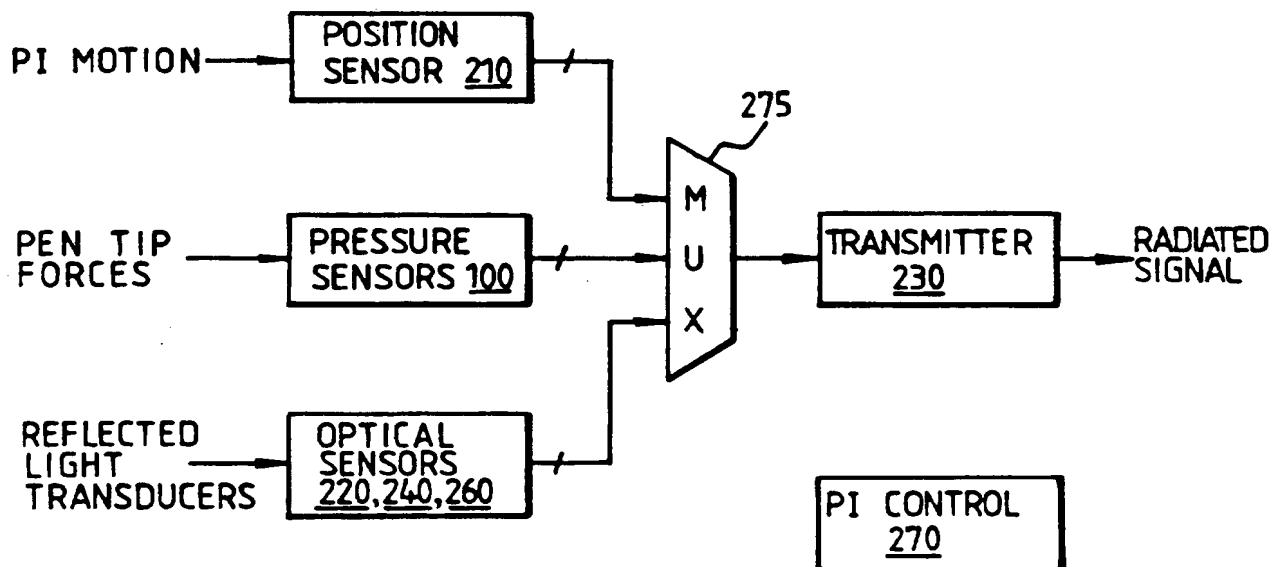 PI MOTION
POSITION
SENSOR 210
275
PEN TIP
FORCES
PRESSURE
SENSORS 100
M
U
X
TRANSMITTER
230
RADIATED
SIGNAL
REFLECTED
LIGHT
TRANSDUCERS
OPTICAL
SENSORS
220,240,260
PI CONTROL
270